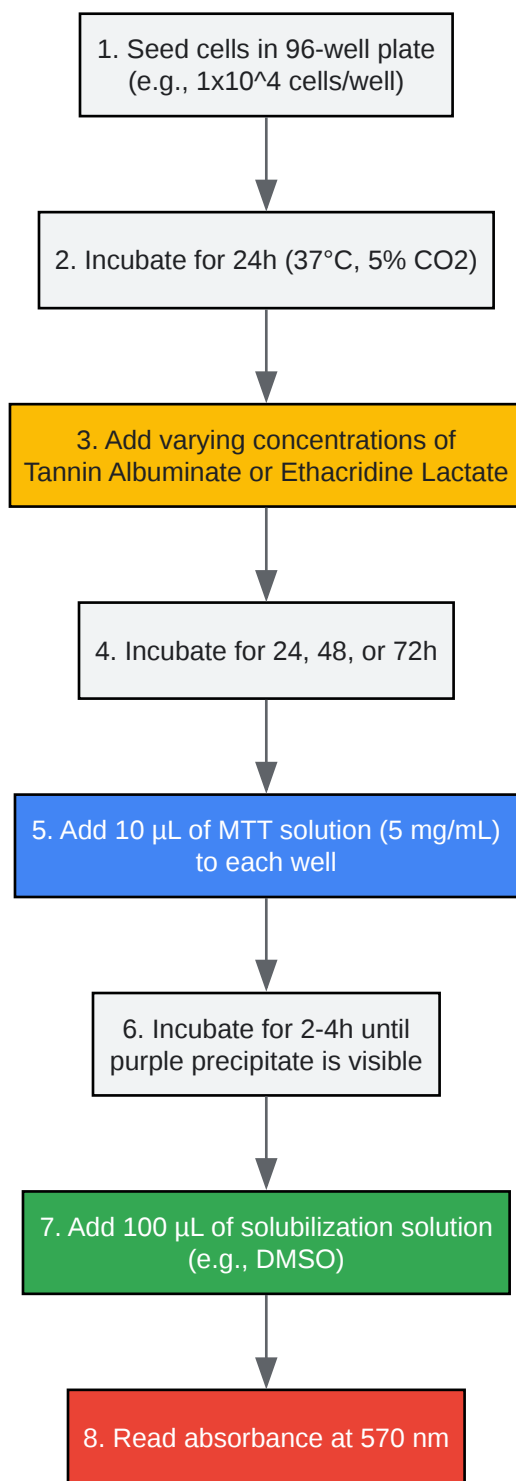 1. Seed cells in 96-well plate
(e.g., 1x10^4 cells/well)
2. Incubate for 24h (37°C, 5% CO2)
3. Add varying concentrations of
Tannin Albuminate or Ethacridine Lactate
4. Incubate for 24, 48, or 72h
5. Add 10 µL of MTT solution (5 mg/mL)
to each well
6. Incubate for 2-4h until
purple precipitate is visible
7. Add 100 µL of solubilization solution
(e.g., DMSO)
8. Read absorbance at 570 nm